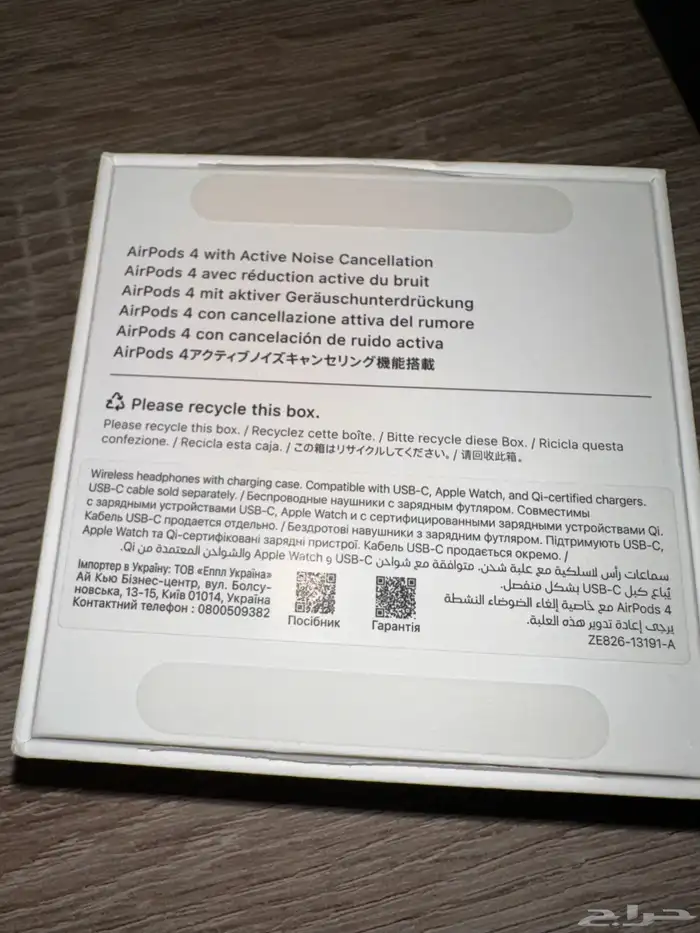 AirPods 4 with Active Noise Cancellation
AirPods 4 avec réduction active du bruit
AirPods 4 mit aktiver Geräuschunterdrückung
AirPods 4 con cancellazione attiva del rumore
AirPods 4 con cancelación de ruido activa
AirPods 4アクティブノイズキャンセリング機能搭載
Please recycle this box.
Please recycle this box. / Recyclez cette boîte. / Bitte recycle diese Box. / Ricicla questa
confezione. / Recicla esta caja. / この箱はリサイクルしてください。/ 请回收此箱。
Wireless headphones with charging case. Compatible with USB-C, Apple Watch, and Qi-certified chargers.
USB-C cable sold separately. / Беспроводные наушники с зарядным футляром. Совместимы
с зарядными устройствами USB-C, Apple Watch и с сертифицированными зарядными устройствами Qi.
Кабель USB-C продается отдельно. / Бездротові навушники з зарядним футляром. Підтримують USB-C,
Apple Watch та Qi-сертифіковані зарядні пристрої. Кабель USB-C продається окремо. /
سماعات رأس لاسلكية مع علبة شحن. متوافقة مع شواحن USB-C و Apple Watch والشواحن المعتمدة من Qi.
يُباع كبل USB-C بشكل منفصل.
AirPods 4 مع خاصية إلغاء الضوضاء النشطة
يرجى إعادة تدوير هذه العلبة.
ZE826-13191-A
Імпортер в Україну: ТОВ «Еппл Україна»
Ай Кью Бізнес-центр, вул. Болсу-
новська, 13-15, Київ 01014, Україна
Контактний телефон : 0800509382
Посібник
Гарантія
حراج